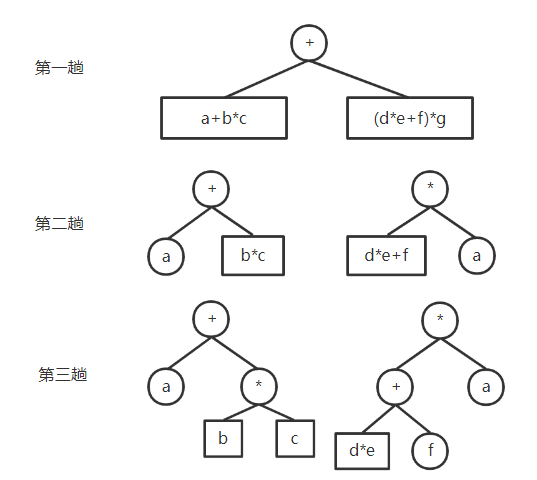 +
第一趟
a+b*c (d*e+f)*g
+ *
第二趟
a b*c d*e+f a
+ *
第三趟
a * + a
b c d*e f